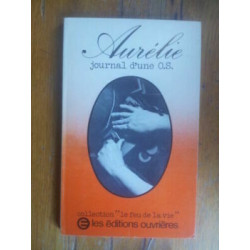 Aurélie
journal d'une O.S.
collection "le feu de la vie"
les éditions ouvrières